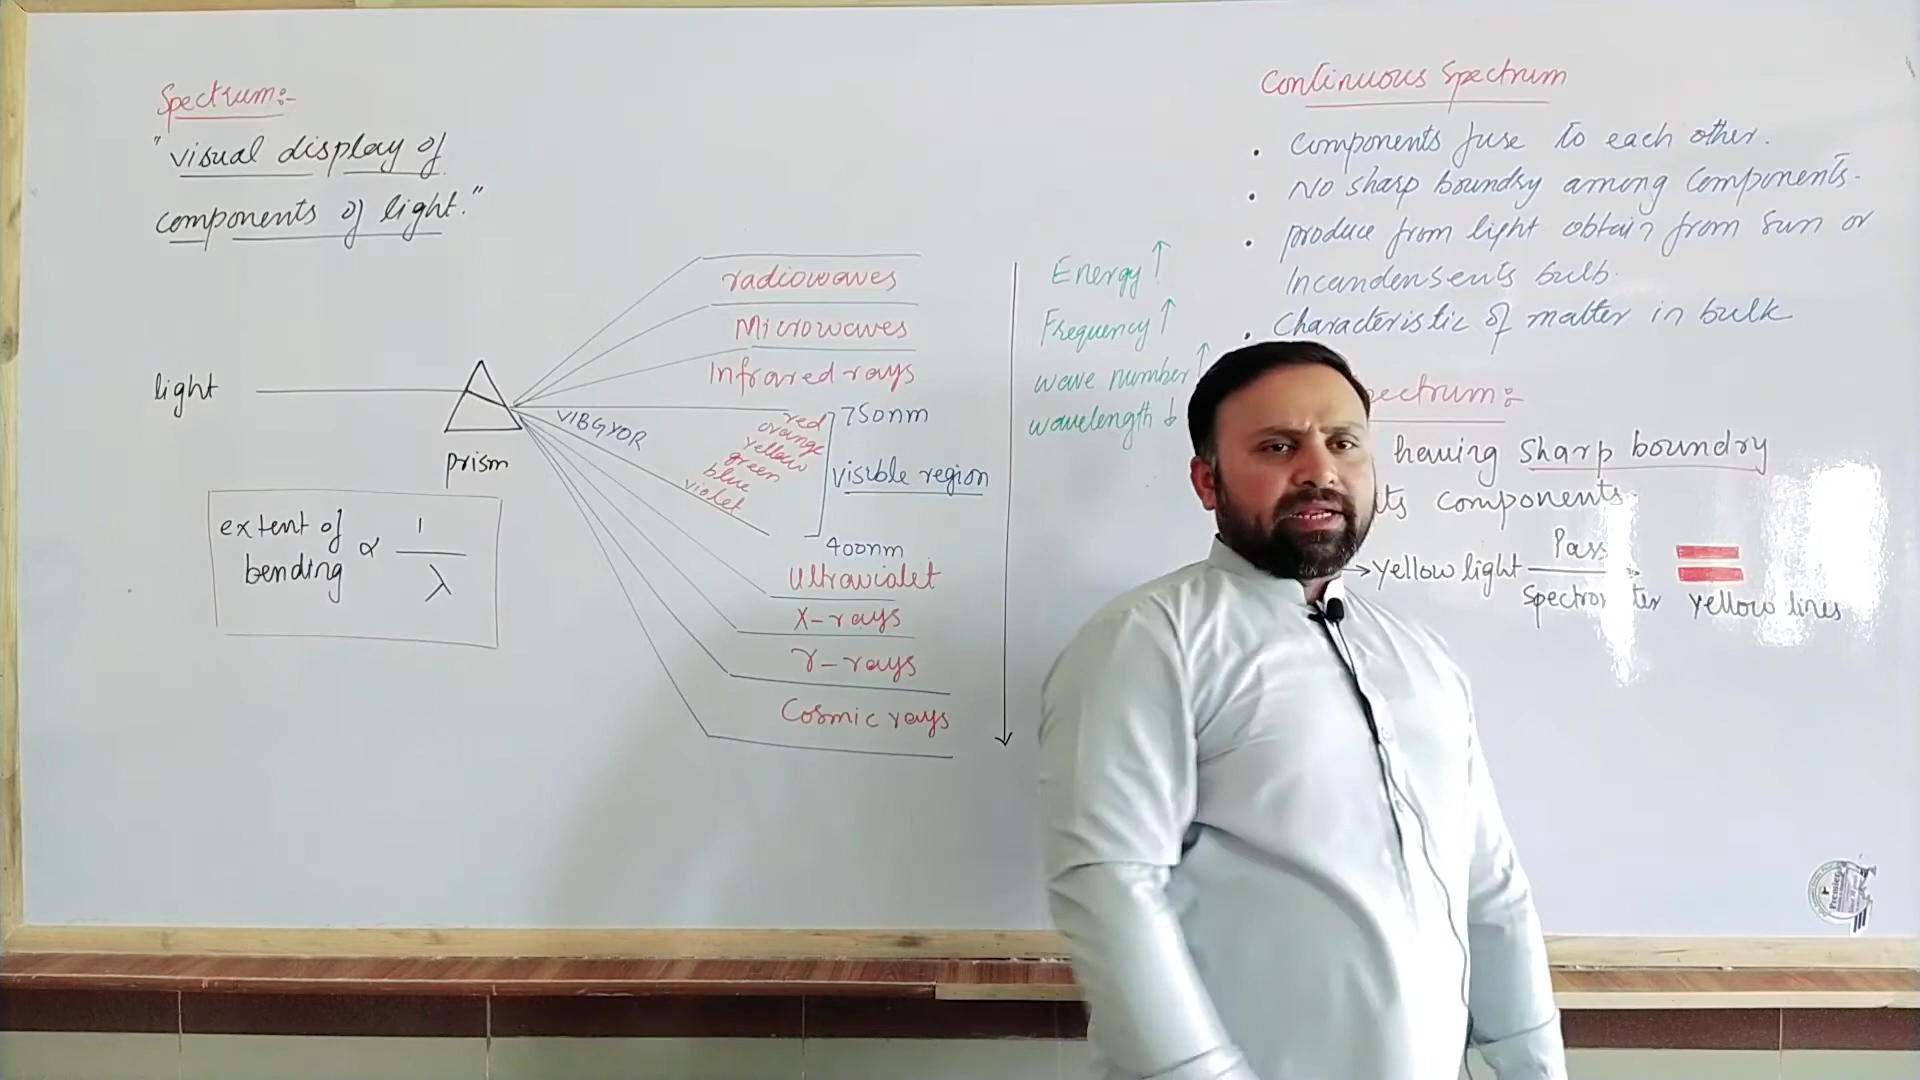 Spectrum:-
"visual display of
components of light."
light
prism
extent of
bending ∝ 1/λ
radiowaves
Microwaves
Infrared rays
VIBGYOR
red
orange
yellow
green
blue
violet
750nm
visible region
400nm
Ultraviolet
X-rays
γ-rays
Cosmic rays
Energy ↑
Frequency ↑
wave number ↑
wavelength ↓
Continuous Spectrum
• Components fuse to each other.
• No sharp boundry among Components.
• produce from light obtain from Sun or
Incandensents bulb.
• Characteristic of matter in bulk
pectrum:-
having sharp boundry
its components
→ yellow light Pass
Spectrometer
yellow lines
Premier